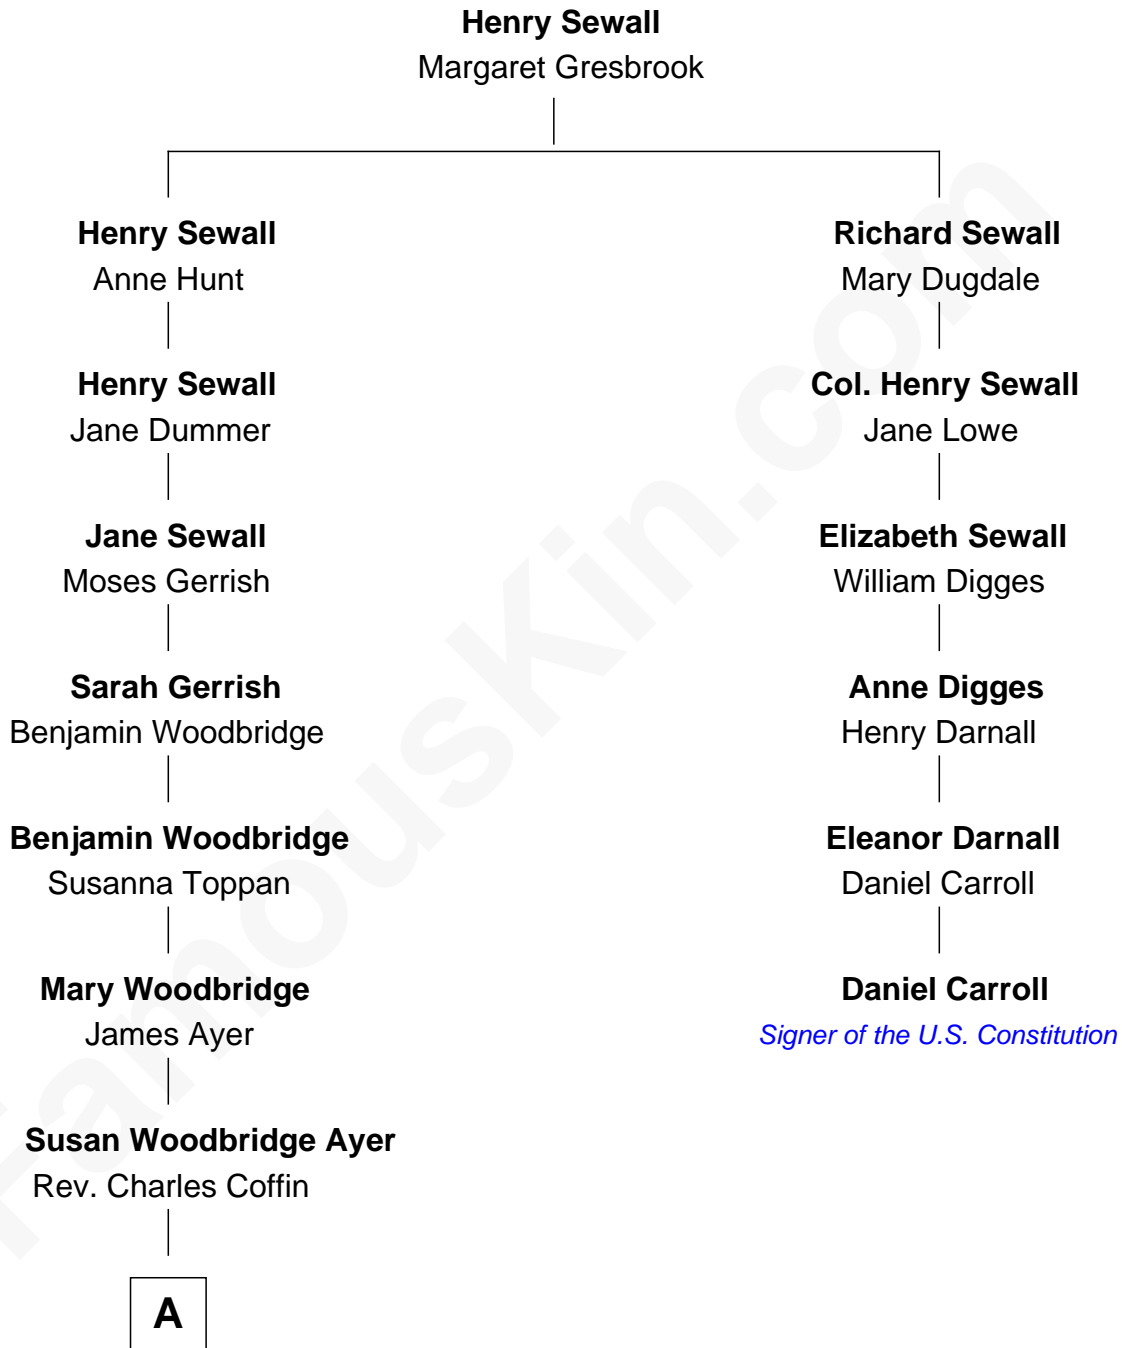 Henry Sewall
Margaret Gresbrook
Henry Sewall
Anne Hunt
Henry Sewall
Jane Dummer
Jane Sewall
Moses Gerrish
Sarah Gerrish
Benjamin Woodbridge
Benjamin Woodbridge
Susanna Toppan
Mary Woodbridge
James Ayer
Susan Woodbridge Ayer
Rev. Charles Coffin
A
Richard Sewall
Mary Dugdale
Col. Henry Sewall
Jane Lowe
Elizabeth Sewall
William Digges
Anne Digges
Henry Darnall
Eleanor Darnall
Daniel Carroll
Daniel Carroll
Signer of the U.S. Constitution
FamousKin.com